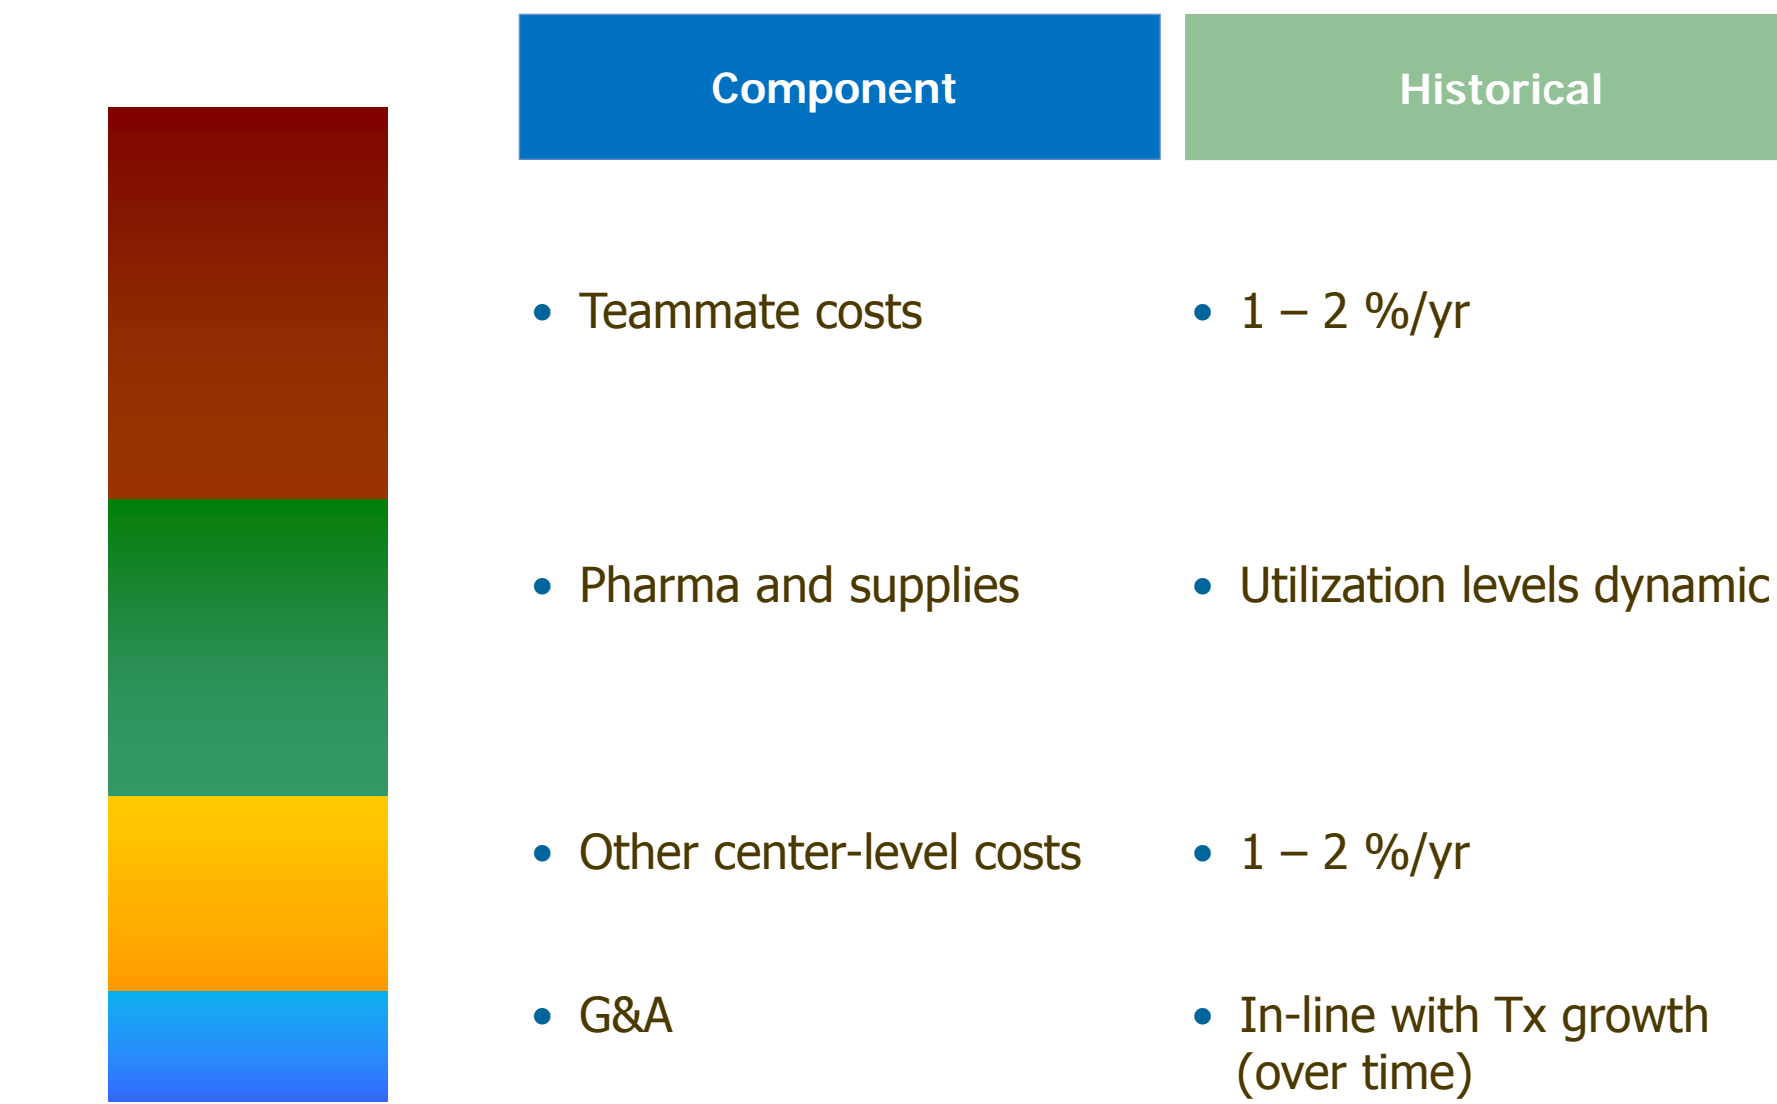 Component
Historical
• Teammate costs
• 1 – 2 %/yr
• Pharma and supplies
• Utilization levels dynamic
• Other center-level costs
• 1 – 2 %/yr
• G&A
• In-line with Tx growth
(over time)